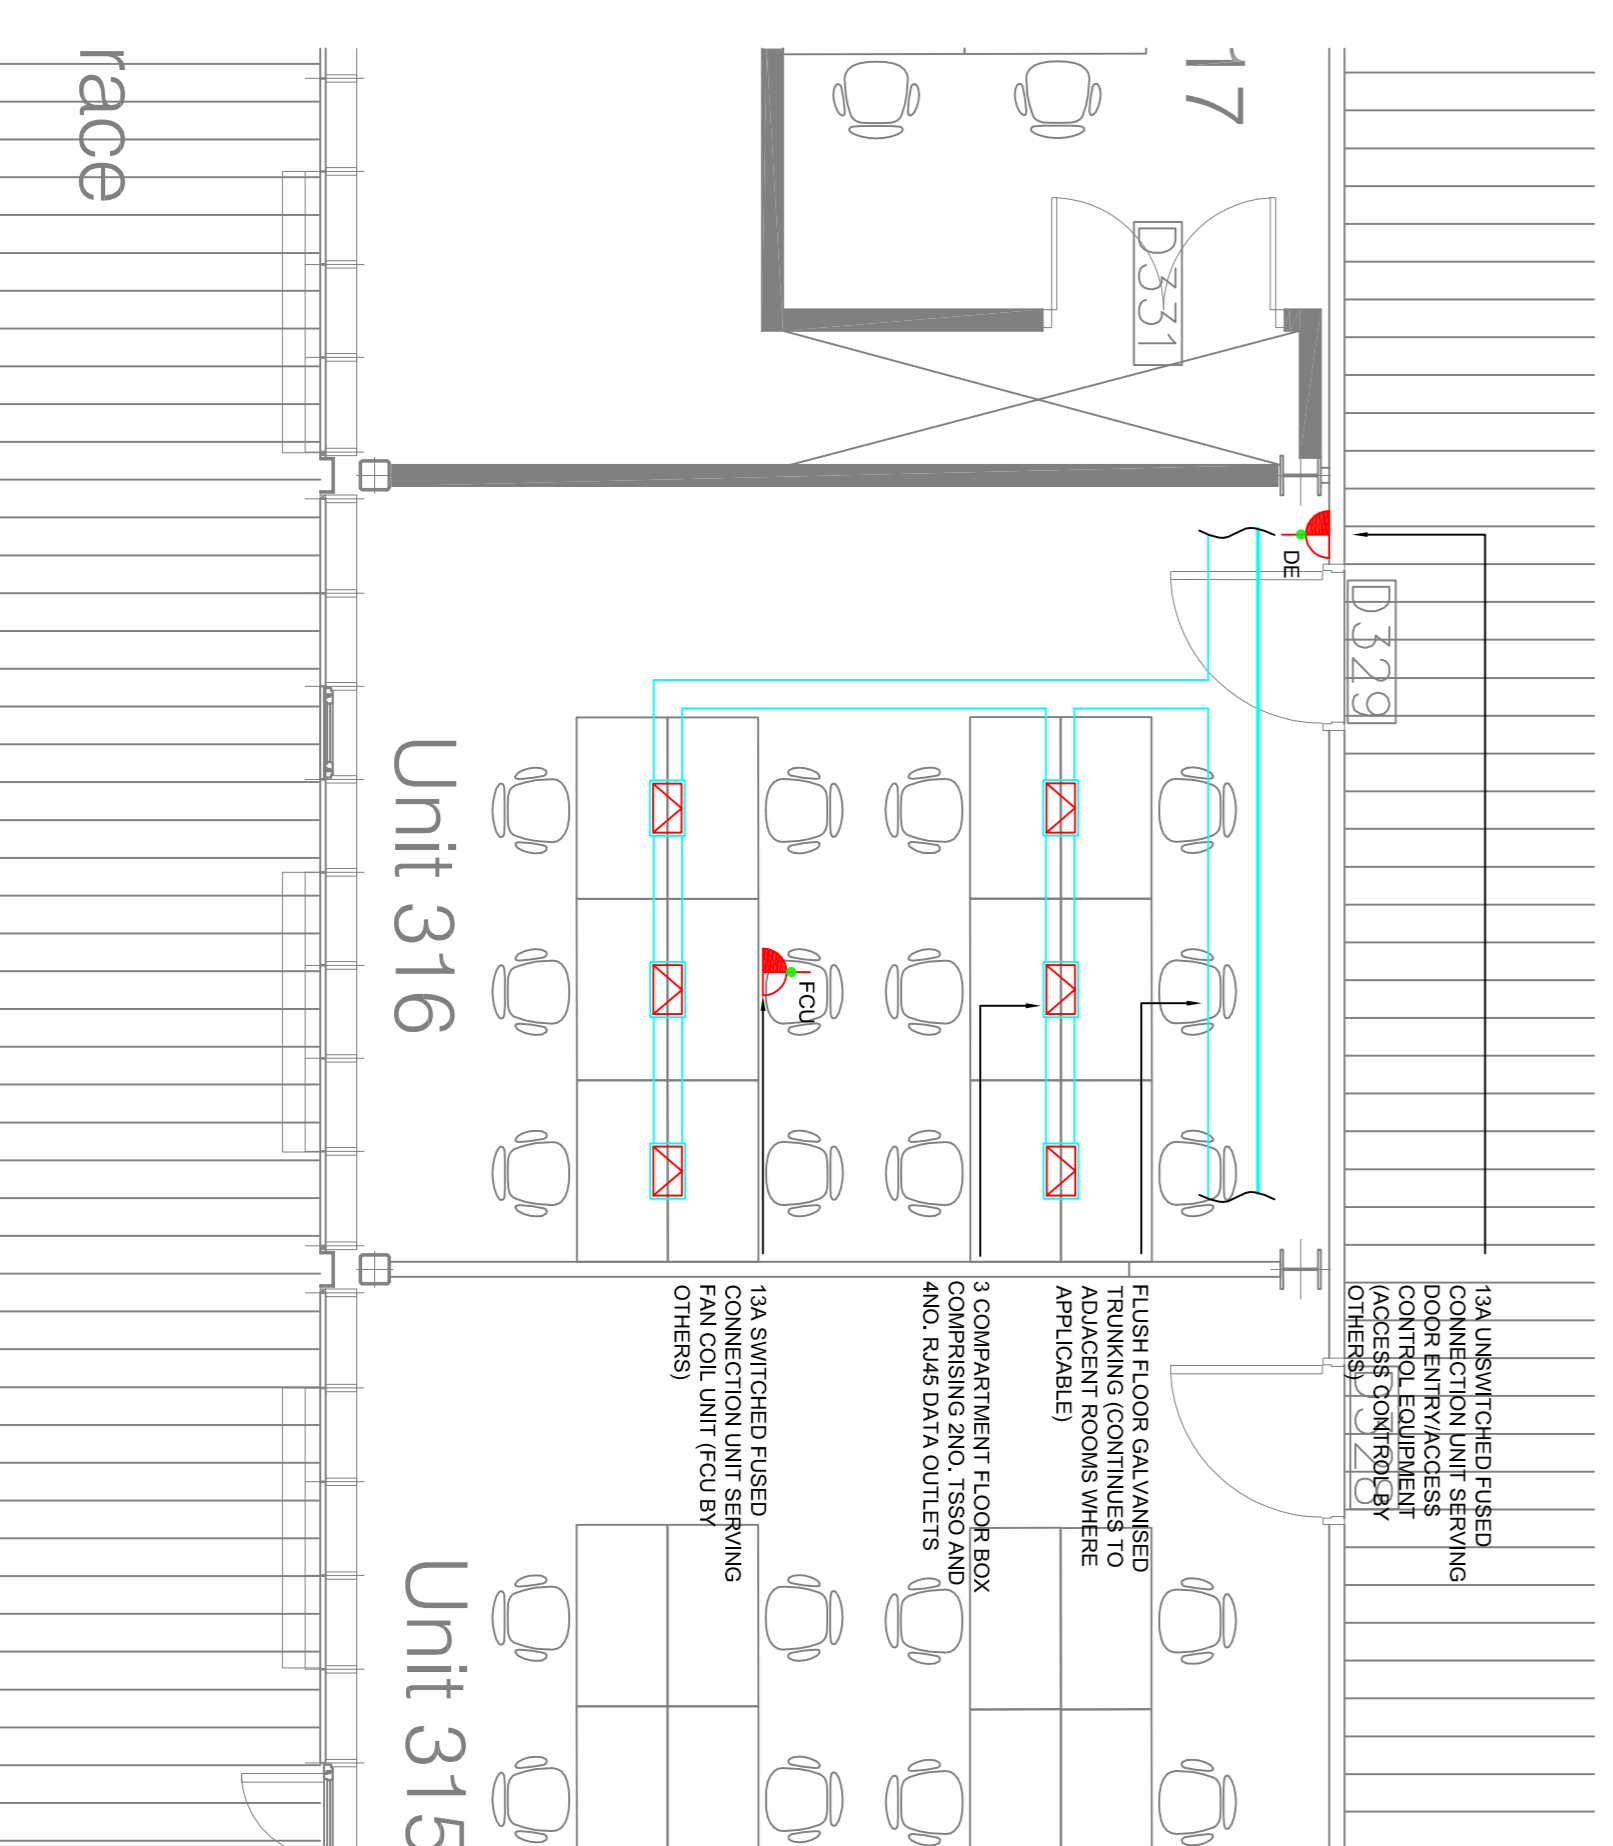 13A UNSWITCHED FUSED
CONNECTION UNIT SERVING
DOOR ENTRY/ACCESS
CONTROL EQUIPMENT
(ACCESS CONTROL BY
OTHERS)
D329
D328
17
D331
DE
FLUSH FLOOR GALVANISED
TRUNKING (CONTINUES TO
ADJACENT ROOMS WHERE
APPLICABLE)
3 COMPARTMENT FLOOR BOX
COMPRISING 2NO. TSSO AND
4NO. RJ45 DATA OUTLETS
FCU
13A SWITCHED FUSED
CONNECTION UNIT SERVING
FAN COIL UNIT (FCU BY
OTHERS)
Unit 316
Unit 315
race